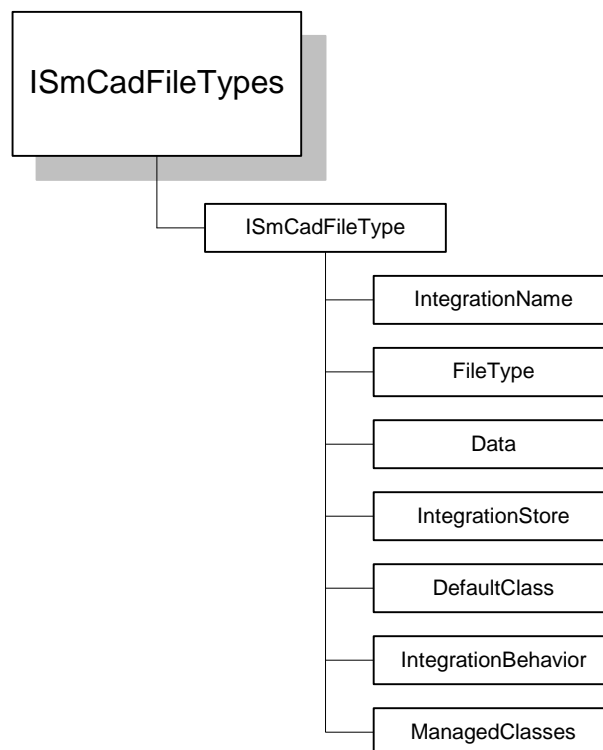 ISmCadFileTypes
ISmCadFileType
IntegrationName
FileType
Data
IntegrationStore
DefaultClass
IntegrationBehavior
ManagedClasses